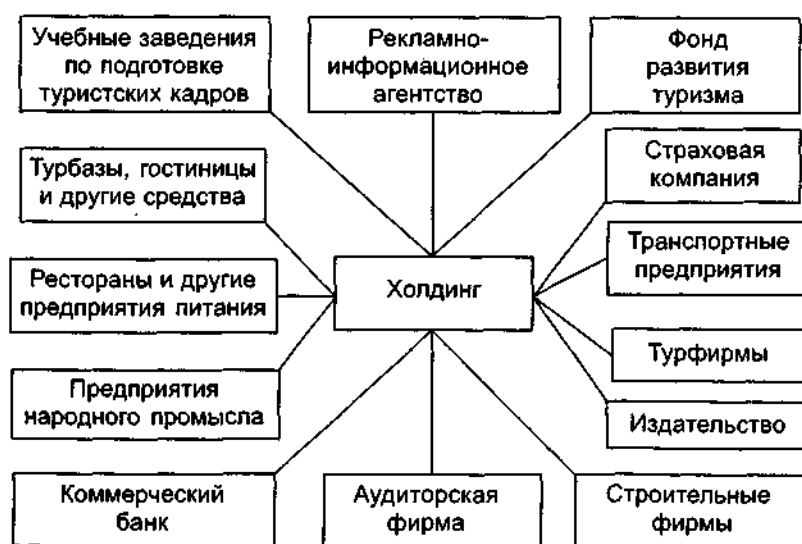 Учебные заведения
по подготовке
туристских кадров
Рекламно-
информационное
агентство
Фонд
развития
туризма
Турбазы, гостиницы
и другие средства
Страховая
компания
Рестораны и другие
предприятия питания
Холдинг
Транспортные
предприятия
Турфирмы
Предприятия
народного промысла
Издательство
Коммерческий
банк
Аудиторская
фирма
Строительные
фирмы